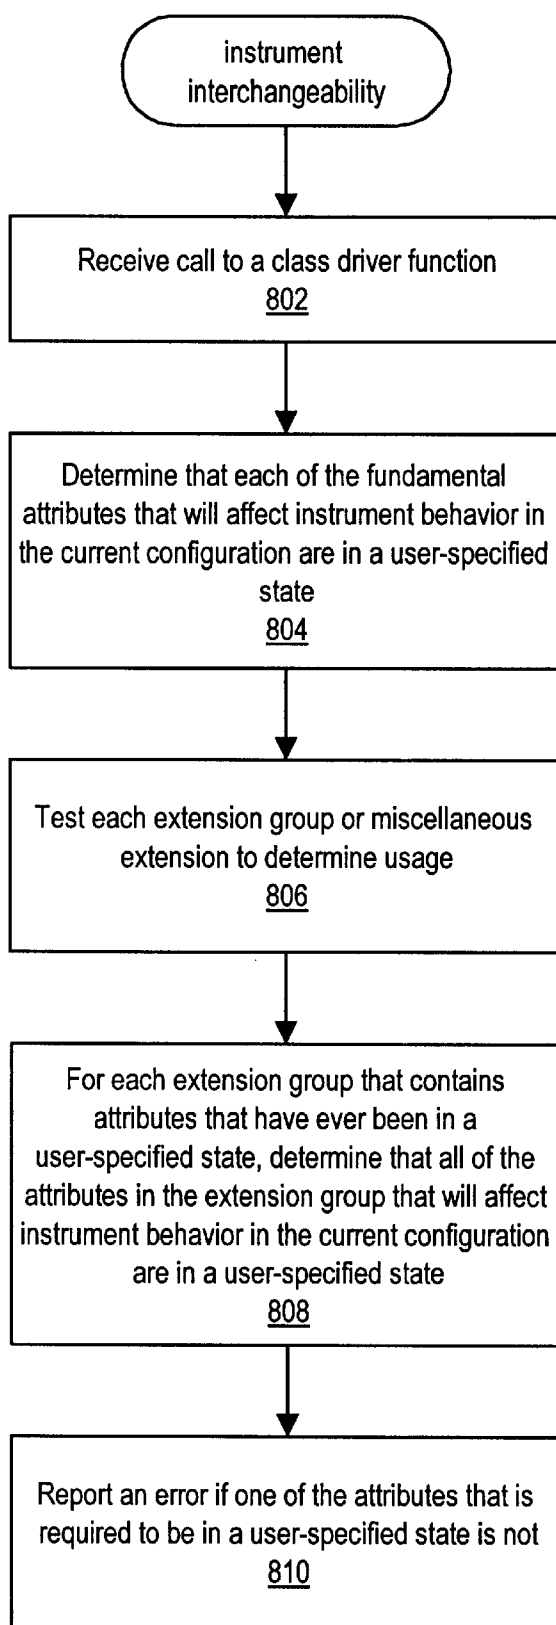 instrument
interchangeability
Receive call to a class driver function
802
Determine that each of the fundamental
attributes that will affect instrument behavior in
the current configuration are in a user-specified
state
804
Test each extension group or miscellaneous
extension to determine usage
806
For each extension group that contains
attributes that have ever been in a
user-specified state, determine that all of the
attributes in the extension group that will affect
instrument behavior in the current configuration
are in a user-specified state
808
Report an error if one of the attributes that is
required to be in a user-specified state is not
810